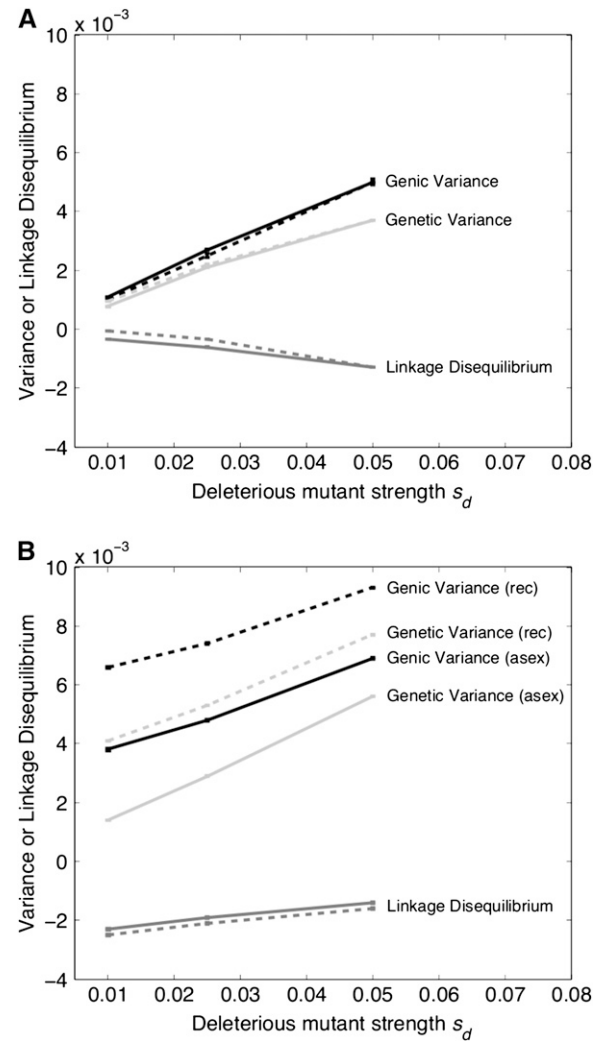 A
x 10⁻³
10
8
6
4
2
0
−2
−4
Variance or Linkage Disequilibrium
Genic Variance
Genetic Variance
Linkage Disequilibrium
0.01 0.02 0.03 0.04 0.05 0.06 0.07 0.08
Deleterious mutant strength s_d
B
x 10⁻³
10
8
6
4
2
0
−2
−4
Variance or Linkage Disequilibrium
Genic Variance (rec)
Genetic Variance (rec)
Genic Variance (asex)
Genetic Variance (asex)
Linkage Disequilibrium
0.01 0.02 0.03 0.04 0.05 0.06 0.07 0.08
Deleterious mutant strength s_d